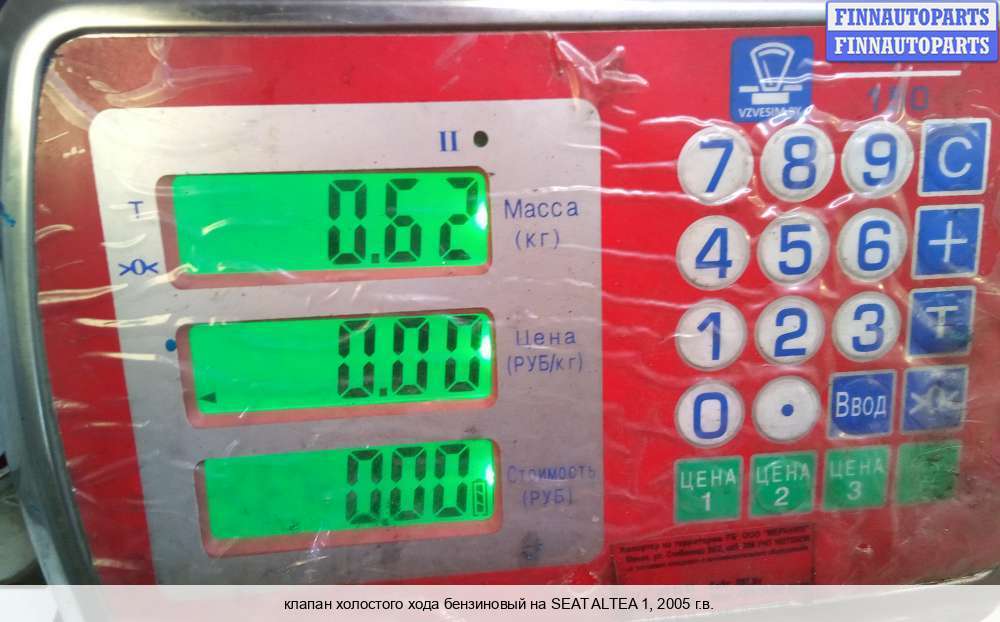 FINNAUTOPARTS
FINNAUTOPARTS
VZVESIM.BY
150
II
T
>0<
0.62
Масса
(кг)
0.00
Цена
(РУБ/кг)
0.00
Стоимость
(РУБ)
7 8 9 C
4 5 6 +
1 2 3 T
0 . Ввод >0<
ЦЕНА 1
ЦЕНА 2
ЦЕНА 3
клапан холостого хода бензиновый на SEAT ALTEA 1, 2005 г.в.